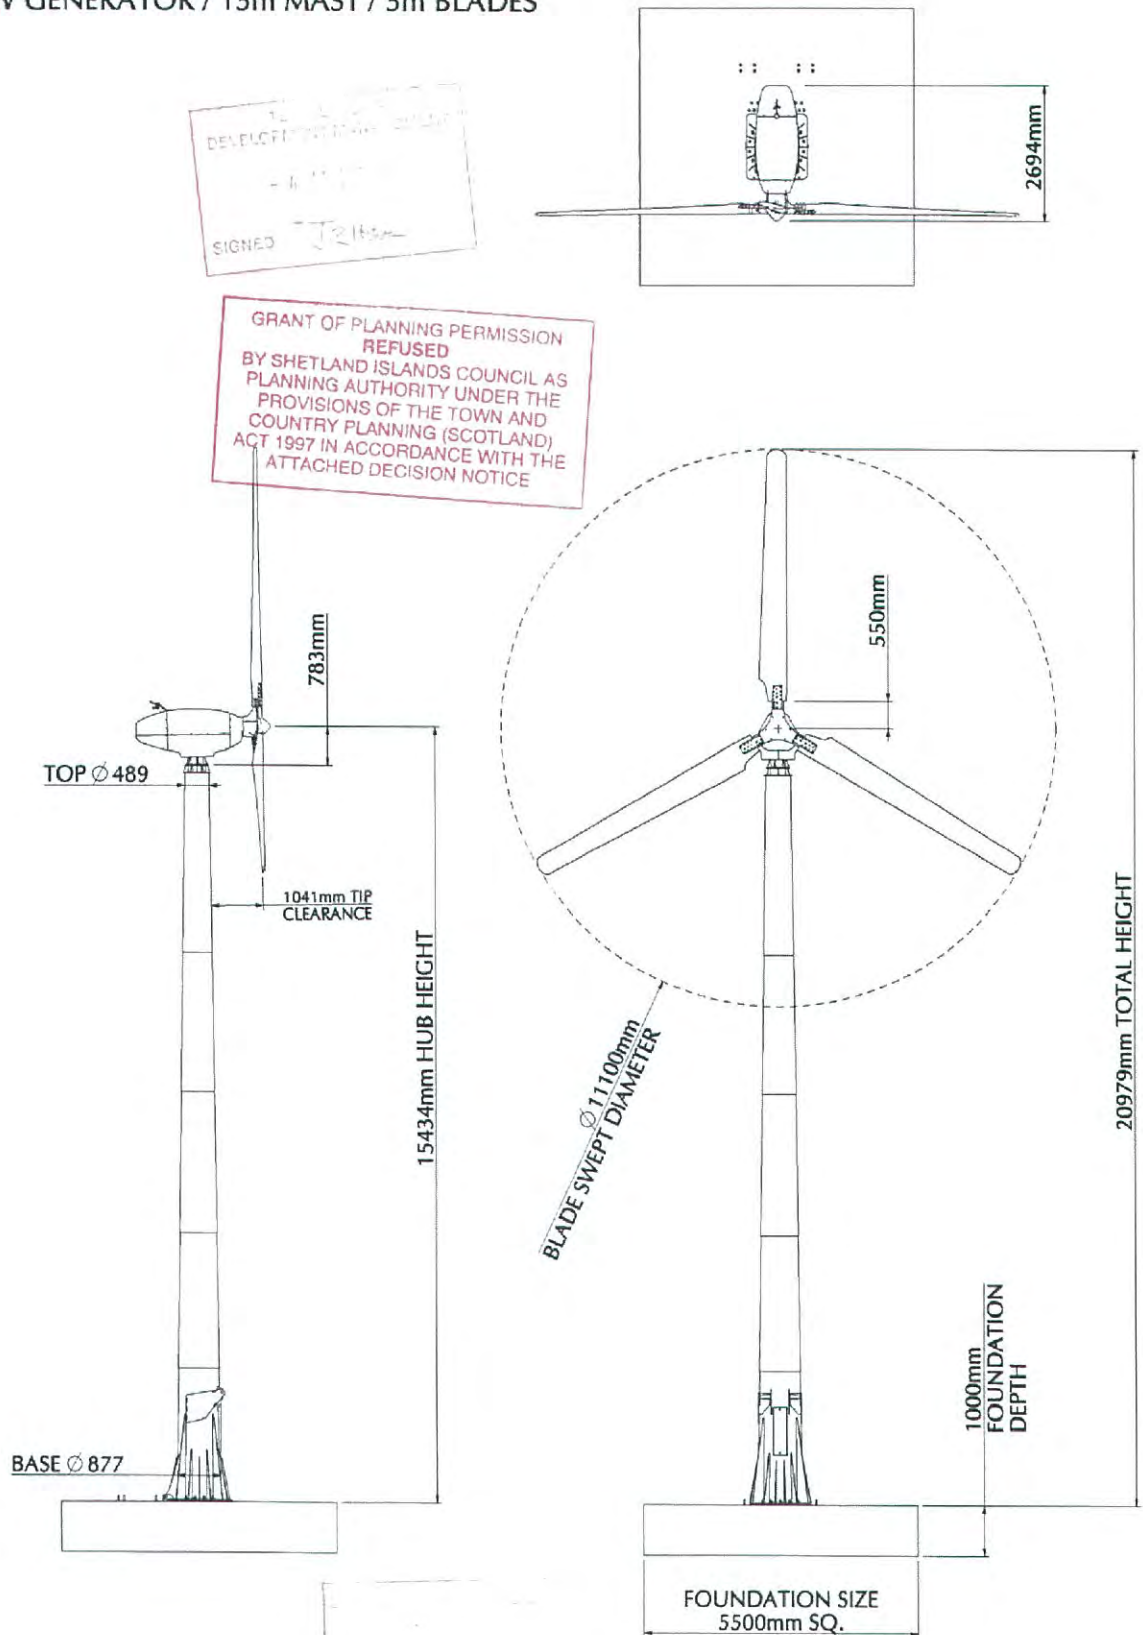 GENERATOR / 15m MAST / 5m BLADES
2694mm
SIGNED
GRANT OF PLANNING PERMISSION
REFUSED
BY SHETLAND ISLANDS COUNCIL AS
PLANNING AUTHORITY UNDER THE
PROVISIONS OF THE TOWN AND
COUNTRY PLANNING (SCOTLAND)
ACT 1997 IN ACCORDANCE WITH THE
ATTACHED DECISION NOTICE
783mm
550mm
TOP Ø 489
1041mm TIP
CLEARANCE
15434mm HUB HEIGHT
Ø 11100mm
BLADE SWEPT DIAMETER
20979mm TOTAL HEIGHT
1000mm
FOUNDATION
DEPTH
BASE Ø 877
FOUNDATION SIZE
5500mm SQ.